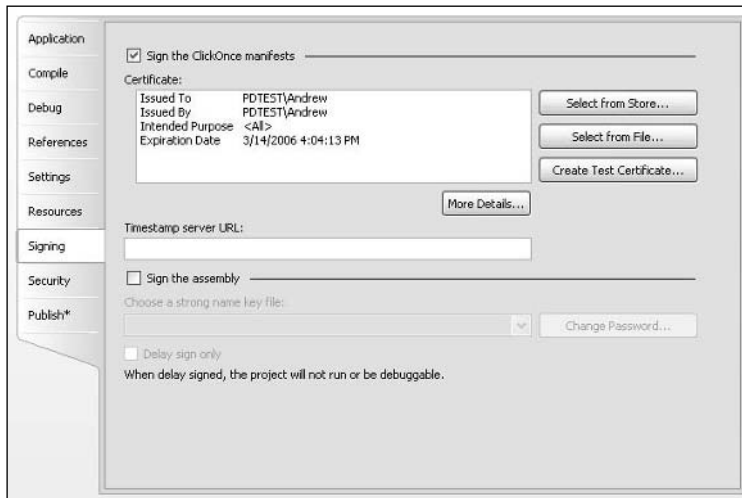 Application
Compile
Debug
References
Settings
Resources
Signing
Security
Publish*
Sign the ClickOnce manifests
Certificate:
Issued To PDTEST\Andrew
Issued By PDTEST\Andrew
Intended Purpose <All>
Expiration Date 3/14/2006 4:04:13 PM
Select from Store...
Select from File...
Create Test Certificate...
More Details...
Timestamp server URL:
Sign the assembly
Choose a strong name key file:
Change Password...
Delay sign only
When delay signed, the project will not run or be debuggable.